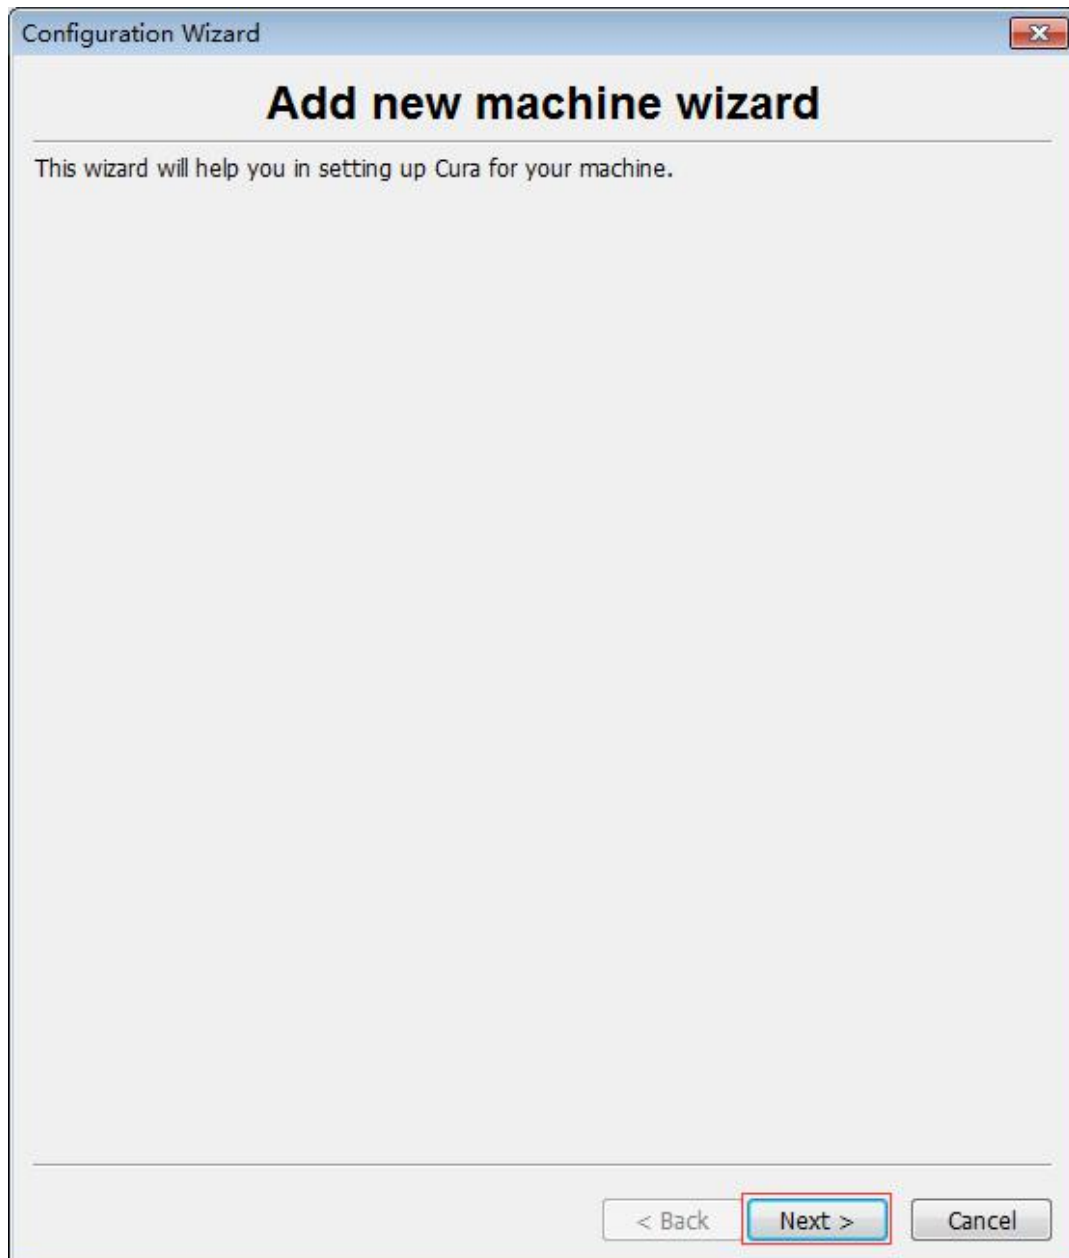 Configuration Wizard
Add new machine wizard
This wizard will help you in setting up Cura for your machine.
< Back Next > Cancel